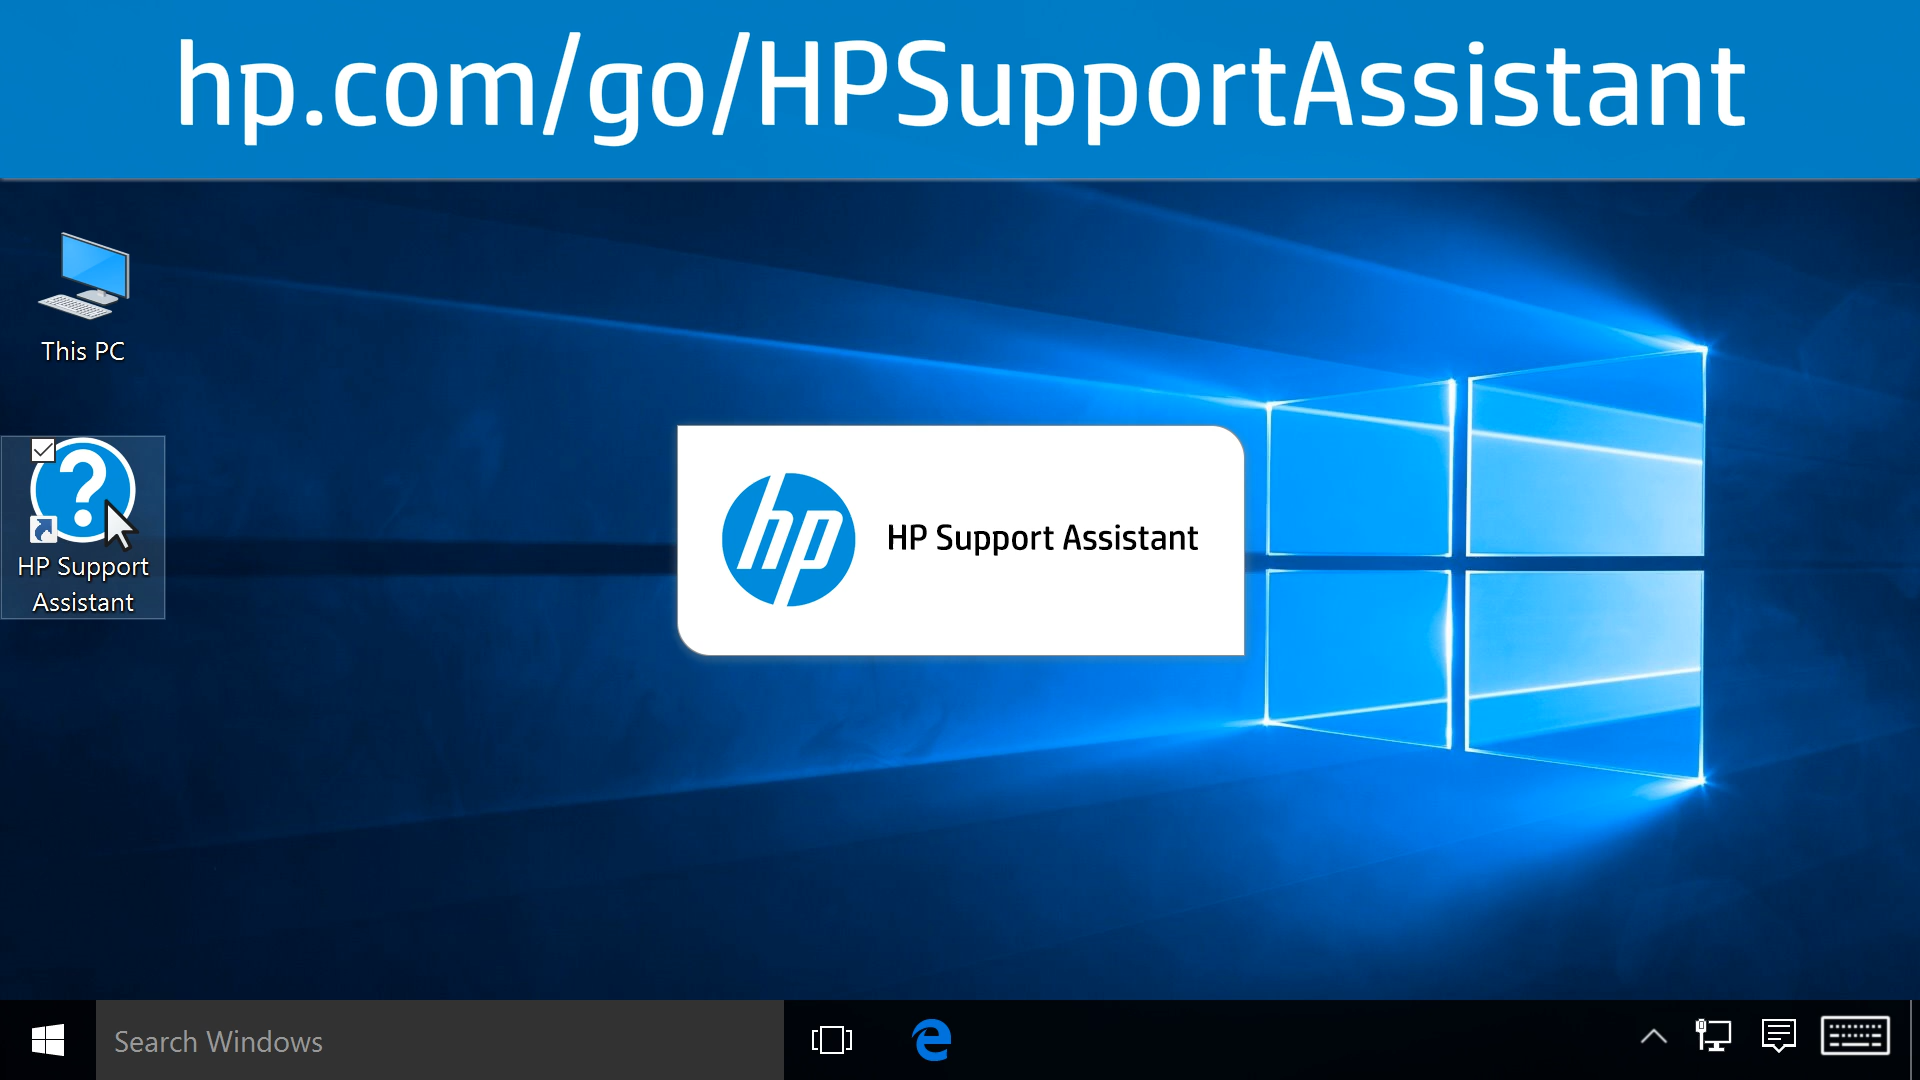 hp.com/go/HPSupportAssistant
This PC
HP Support
Assistant
hp
HP Support Assistant
Search Windows